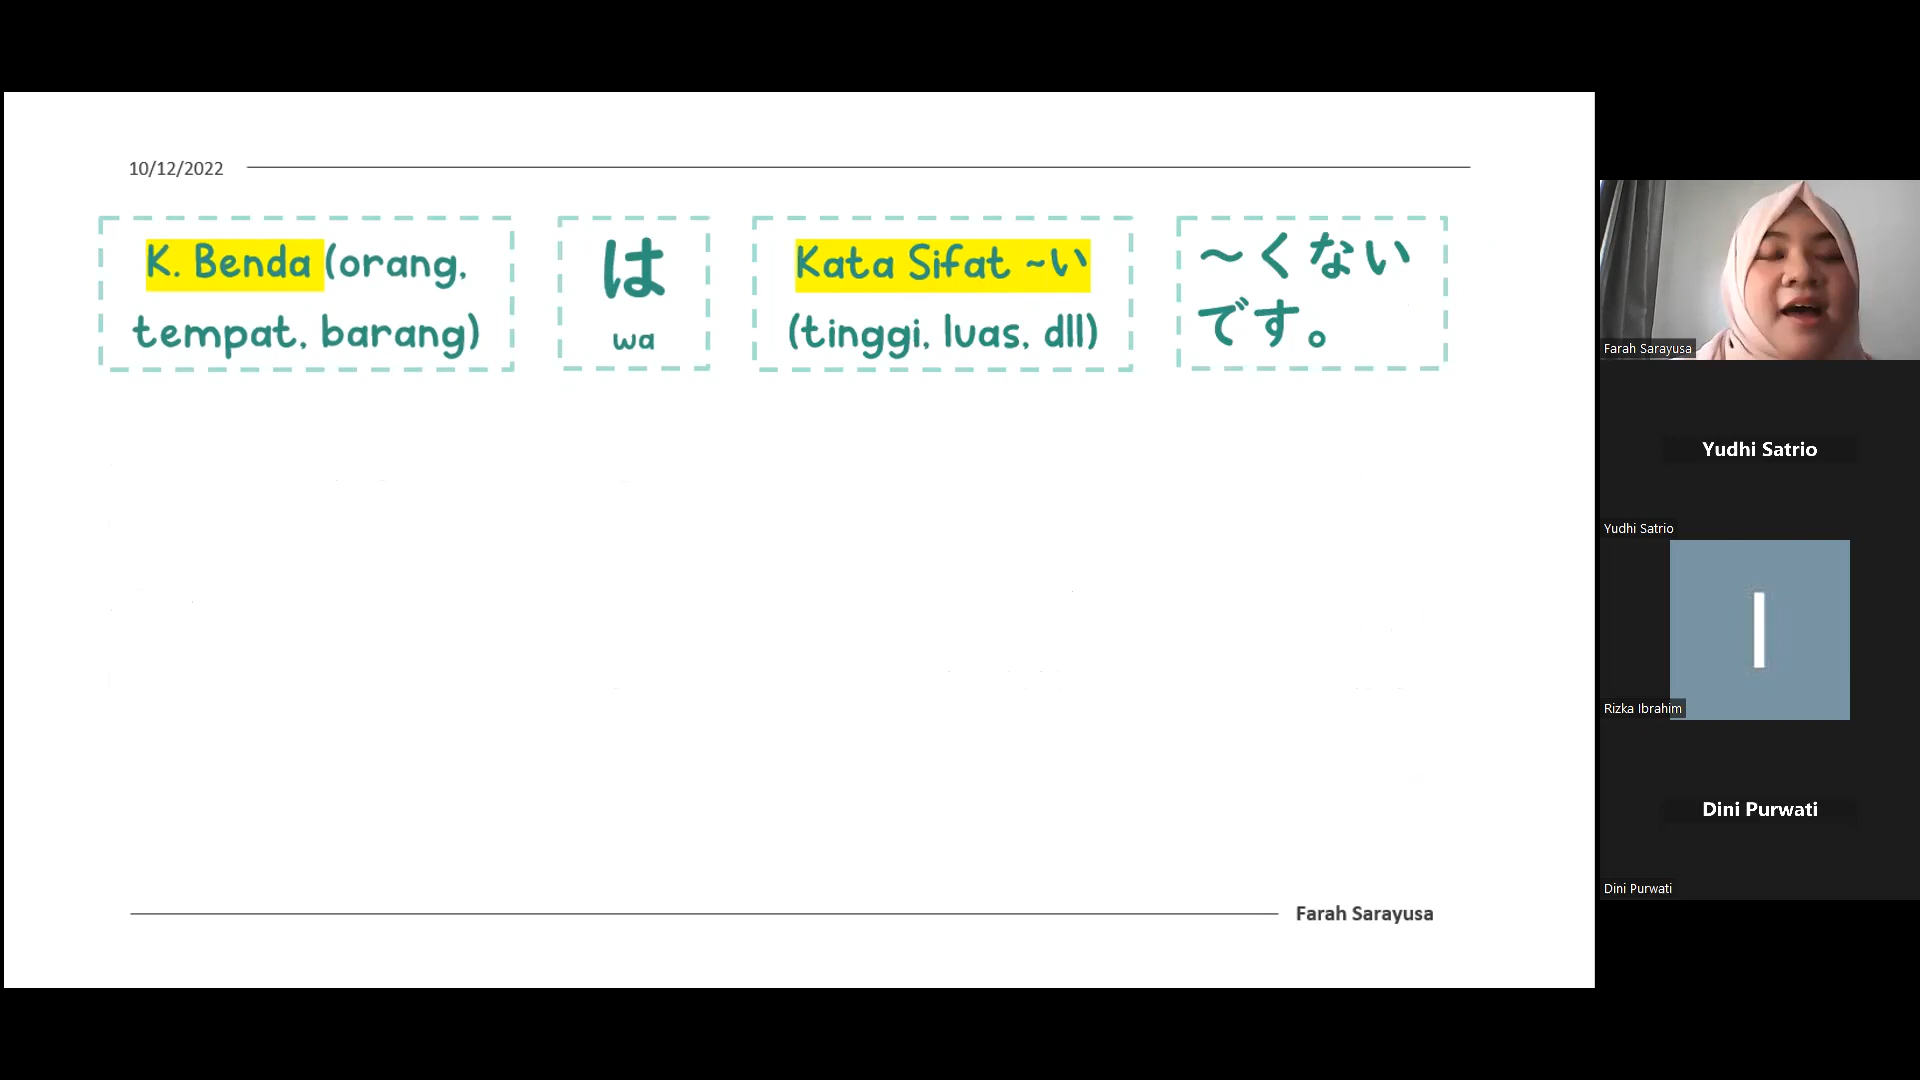 10/12/2022
K. Benda (orang,
tempat, barang)
は
wa
Kata Sifat ~い
(tinggi, luas, dll)
～くない
です。
Farah Sarayusa
Farah Sarayusa
Yudhi Satrio
Yudhi Satrio
I
Rizka Ibrahim
Dini Purwati
Dini Purwati